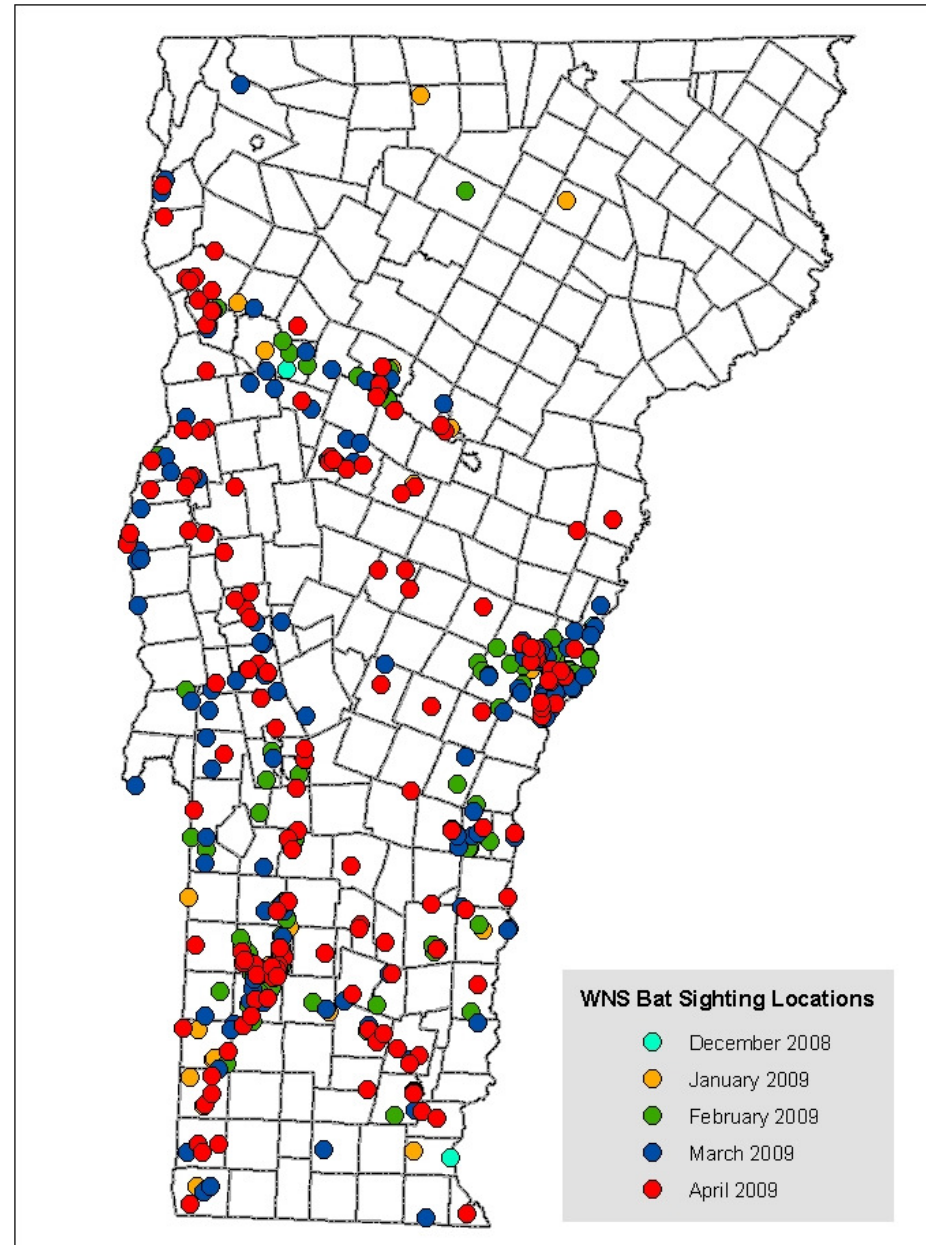 WNS Bat Sighting Locations
December 2008
January 2009
February 2009
March 2009
April 2009